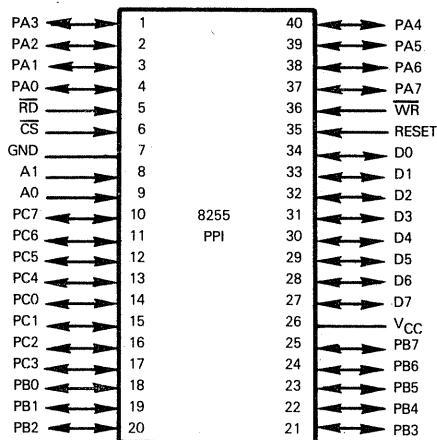 PA3 1 40 PA4
PA2 2 39 PA5
PA1 3 38 PA6
PA0 4 37 PA7
R̅D̅ 5 36 W̅R̅
C̅S̅ 6 35 RESET
GND 7 34 D0
A1 8 33 D1
A0 9 32 D2
PC7 10 8255 31 D3
PC6 11 PPI 30 D4
PC5 12 29 D5
PC4 13 28 D6
PC0 14 27 D7
PC1 15 26 VCC
PC2 16 25 PB7
PC3 17 24 PB6
PB0 18 23 PB5
PB1 19 22 PB4
PB2 20 21 PB3